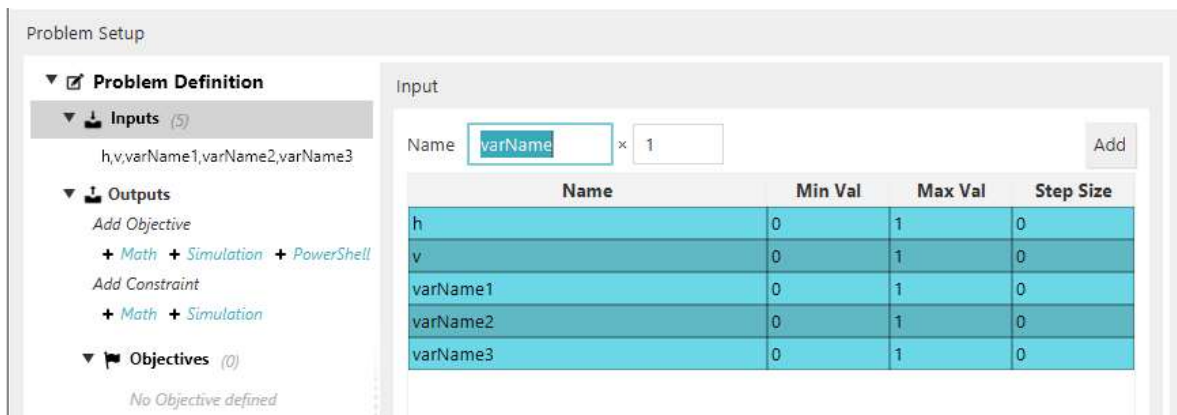 Problem Setup
Problem Definition
Inputs (5)
h,v,varName1,varName2,varName3
Outputs
Add Objective
+ Math + Simulation + PowerShell
Add Constraint
+ Math + Simulation
Objectives (0)
No Objective defined
Input
Name varName × 1 Add
Name Min Val Max Val Step Size
h 0 1 0
v 0 1 0
varName1 0 1 0
varName2 0 1 0
varName3 0 1 0